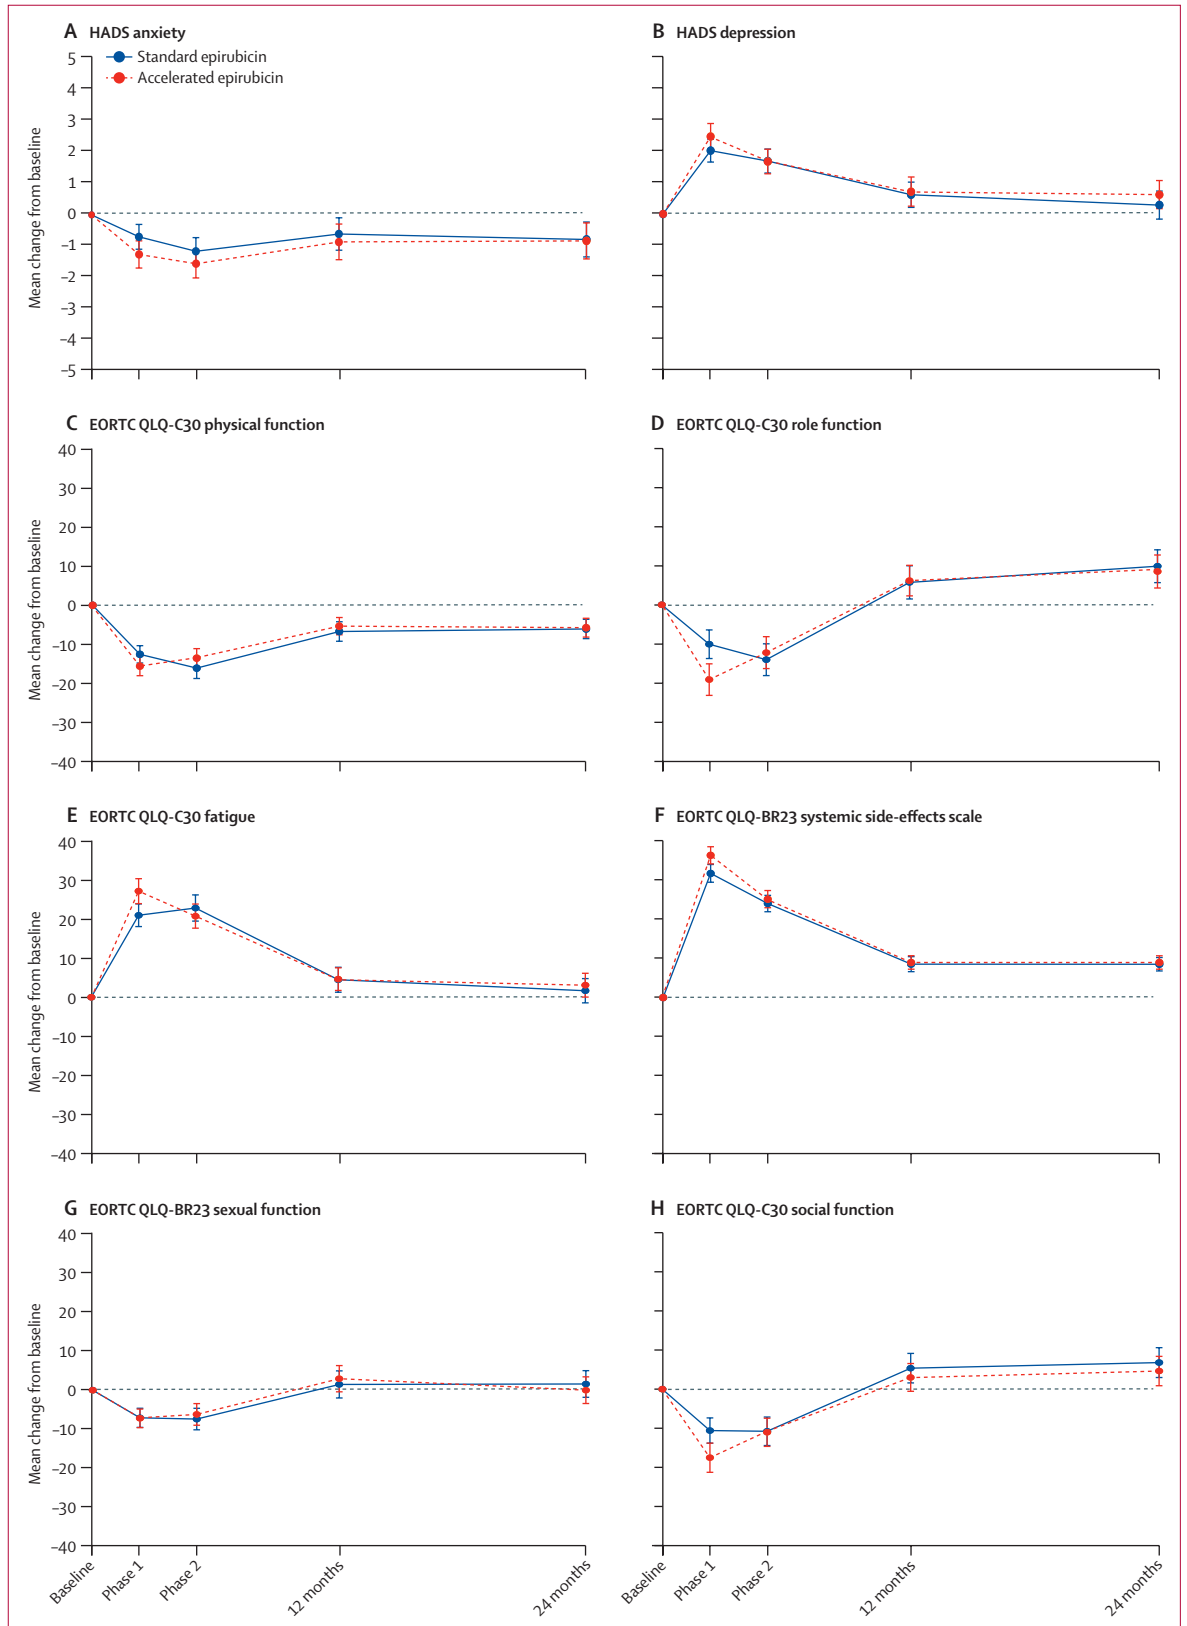 A HADS anxiety
Standard epirubicin
Accelerated epirubicin
Mean change from baseline
5
4
3
2
1
0
–1
–2
–3
–4
–5
B HADS depression
C EORTC QLQ-C30 physical function
Mean change from baseline
40
30
20
10
0
–10
–20
–30
–40
D EORTC QLQ-C30 role function
E EORTC QLQ-C30 fatigue
Mean change from baseline
40
30
20
10
0
–10
–20
–30
–40
F EORTC QLQ-BR23 systemic side-effects scale
G EORTC QLQ-BR23 sexual function
Mean change from baseline
40
30
20
10
0
–10
–20
–30
–40
Baseline
Phase 1
Phase 2
12 months
24 months
H EORTC QLQ-C30 social function
Baseline
Phase 1
Phase 2
12 months
24 months